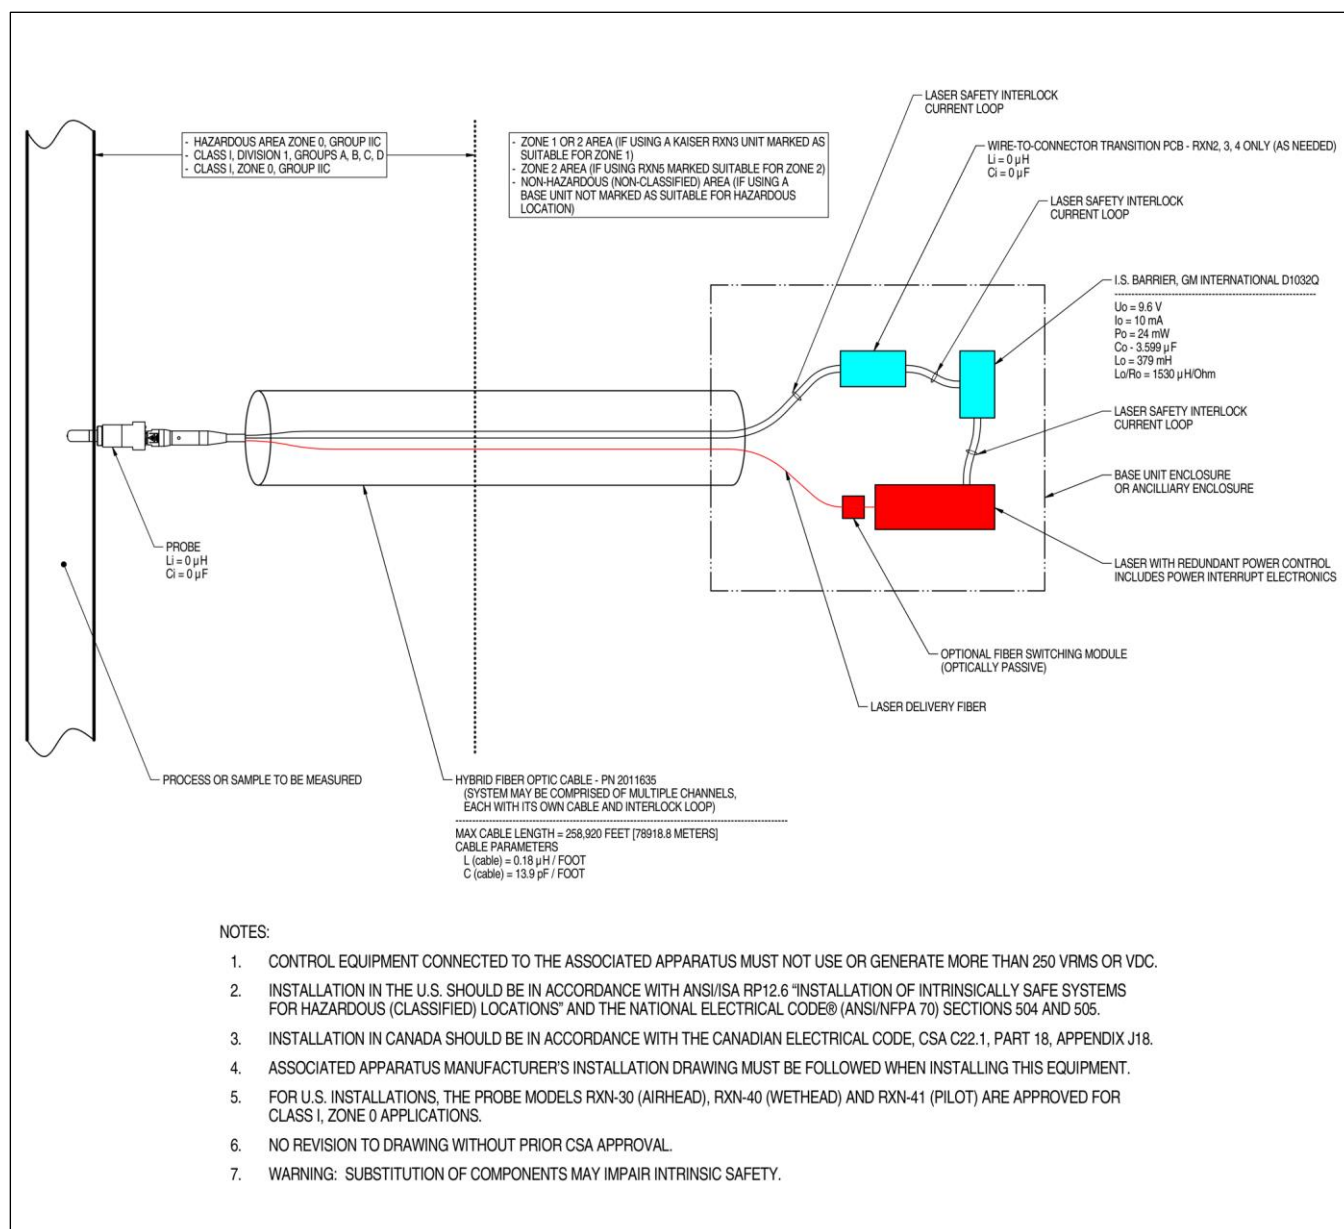 - HAZARDOUS AREA ZONE 0, GROUP IIC
- CLASS I, DIVISION 1, GROUPS A, B, C, D
- CLASS I, ZONE 0, GROUP IIC
- ZONE 1 OR 2 AREA (IF USING A KAISER RXN3 UNIT MARKED AS
SUITABLE FOR ZONE 1)
- ZONE 2 AREA (IF USING RXN5 MARKED SUITABLE FOR ZONE 2)
- NON-HAZARDOUS (NON-CLASSIFIED) AREA (IF USING A
BASE UNIT NOT MARKED AS SUITABLE FOR HAZARDOUS
LOCATION)
LASER SAFETY INTERLOCK
CURRENT LOOP
WIRE-TO-CONNECTOR TRANSITION PCB - RXN2, 3, 4 ONLY (AS NEEDED)
Li = 0 µH
Ci = 0 µF
LASER SAFETY INTERLOCK
CURRENT LOOP
I.S. BARRIER, GM INTERNATIONAL D1032Q
Uo = 9.6 V
Io = 10 mA
Po = 24 mW
Co - 3.599 µF
Lo = 379 mH
Lo/Ro = 1530 µH/Ohm
LASER SAFETY INTERLOCK
CURRENT LOOP
BASE UNIT ENCLOSURE
OR ANCILLIARY ENCLOSURE
PROBE
Li = 0 µH
Ci = 0 µF
LASER WITH REDUNDANT POWER CONTROL
INCLUDES POWER INTERRUPT ELECTRONICS
OPTIONAL FIBER SWITCHING MODULE
(OPTICALLY PASSIVE)
LASER DELIVERY FIBER
PROCESS OR SAMPLE TO BE MEASURED
HYBRID FIBER OPTIC CABLE - PN 2011635
(SYSTEM MAY BE COMPRISED OF MULTIPLE CHANNELS,
EACH WITH ITS OWN CABLE AND INTERLOCK LOOP)
MAX CABLE LENGTH = 258,920 FEET [78918.8 METERS]
CABLE PARAMETERS
L (cable) = 0.18 µH / FOOT
C (cable) = 13.9 pF / FOOT
NOTES:
1. CONTROL EQUIPMENT CONNECTED TO THE ASSOCIATED APPARATUS MUST NOT USE OR GENERATE MORE THAN 250 VRMS OR VDC.
2. INSTALLATION IN THE U.S. SHOULD BE IN ACCORDANCE WITH ANSI/ISA RP12.6 “INSTALLATION OF INTRINSICALLY SAFE SYSTEMS
FOR HAZARDOUS (CLASSIFIED) LOCATIONS” AND THE NATIONAL ELECTRICAL CODE® (ANSI/NFPA 70) SECTIONS 504 AND 505.
3. INSTALLATION IN CANADA SHOULD BE IN ACCORDANCE WITH THE CANADIAN ELECTRICAL CODE, CSA C22.1, PART 18, APPENDIX J18.
4. ASSOCIATED APPARATUS MANUFACTURER'S INSTALLATION DRAWING MUST BE FOLLOWED WHEN INSTALLING THIS EQUIPMENT.
5. FOR U.S. INSTALLATIONS, THE PROBE MODELS RXN-30 (AIRHEAD), RXN-40 (WETHEAD) AND RXN-41 (PILOT) ARE APPROVED FOR
CLASS I, ZONE 0 APPLICATIONS.
6. NO REVISION TO DRAWING WITHOUT PRIOR CSA APPROVAL.
7. WARNING: SUBSTITUTION OF COMPONENTS MAY IMPAIR INTRINSIC SAFETY.